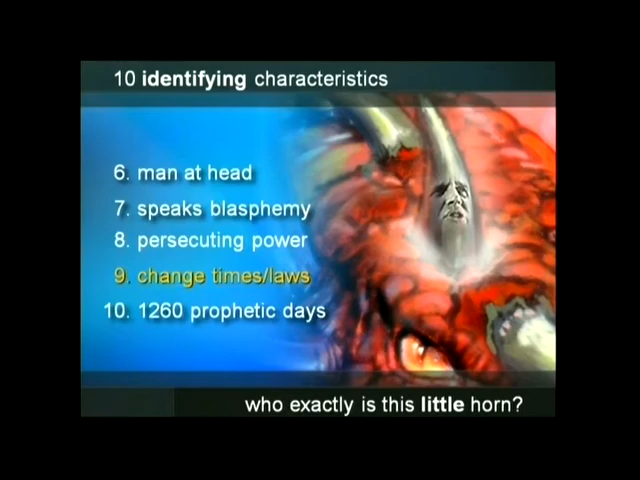 10 identifying characteristics
6. man at head
7. speaks blasphemy
8. persecuting power
9. change times/laws
10. 1260 prophetic days
who exactly is this little horn?